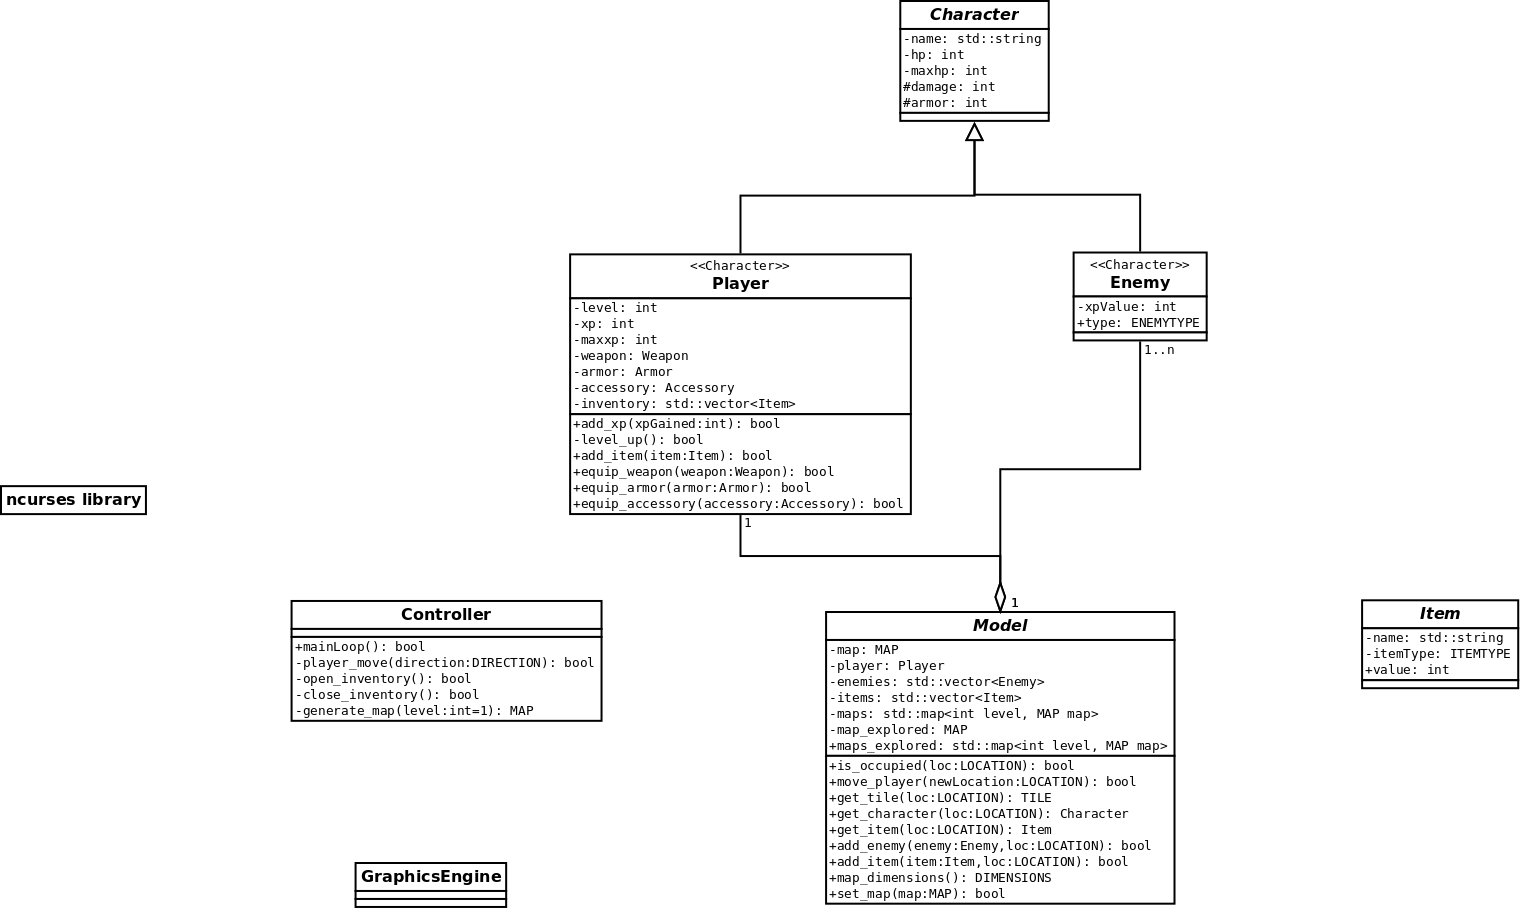 Character
-name: std::string
-hp: int
-maxhp: int
#damage: int
#armor: int
<<Character>>
Player
-level: int
-xp: int
-maxxp: int
-weapon: Weapon
-armor: Armor
-accessory: Accessory
-inventory: std::vector<Item>
+add_xp(xpGained:int): bool
-level_up(): bool
+add_item(item:Item): bool
+equip_weapon(weapon:Weapon): bool
+equip_armor(armor:Armor): bool
+equip_accessory(accessory:Accessory): bool
1
<<Character>>
Enemy
-xpValue: int
+type: ENEMYTYPE
1..n
ncurses library
Controller
+mainLoop(): bool
-player_move(direction:DIRECTION): bool
-open_inventory(): bool
-close_inventory(): bool
-generate_map(level:int=1): MAP
1
Model
-map: MAP
-player: Player
-enemies: std::vector<Enemy>
-items: std::vector<Item>
-maps: std::map<int level, MAP map>
-map_explored: MAP
+maps_explored: std::map<int level, MAP map>
+is_occupied(loc:LOCATION): bool
+move_player(newLocation:LOCATION): bool
+get_tile(loc:LOCATION): TILE
+get_character(loc:LOCATION): Character
+get_item(loc:LOCATION): Item
+add_enemy(enemy:Enemy,loc:LOCATION): bool
+add_item(item:Item,loc:LOCATION): bool
+map_dimensions(): DIMENSIONS
+set_map(map:MAP): bool
Item
-name: std::string
-itemType: ITEMTYPE
+value: int
GraphicsEngine